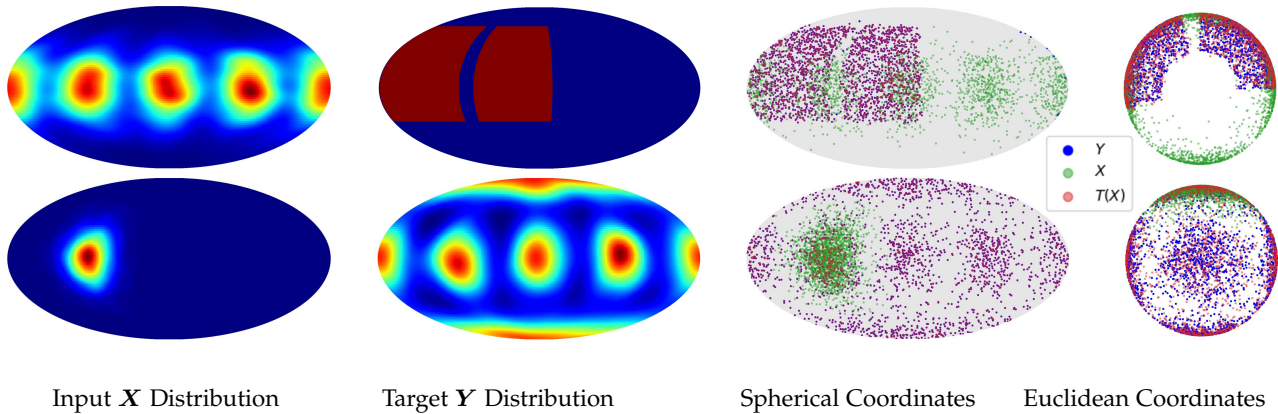 Y
X
T(X)
Input X Distribution
Target Y Distribution
Spherical Coordinates
Euclidean Coordinates